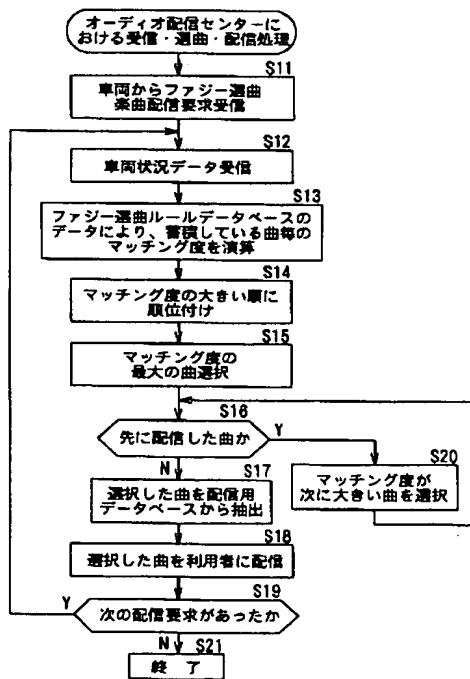 オーディオ配信センターに
おける受信・選曲・配信処理
S11
車両からファジー選曲
楽曲配信要求受信
S12
車両状況データ受信
S13
ファジー選曲ルールデータベースの
データにより、蓄積している曲毎の
マッチング度を演算
S14
マッチング度の大きい順に
順位付け
S15
マッチング度の
最大の曲選択
S16
先に配信した曲か
Y
N
S17
選択した曲を配信用
データベースから抽出
S20
マッチング度が
次に大きい曲を選択
S18
選択した曲を利用者に配信
S19
Y
次の配信要求があったか
N
S21
終 了